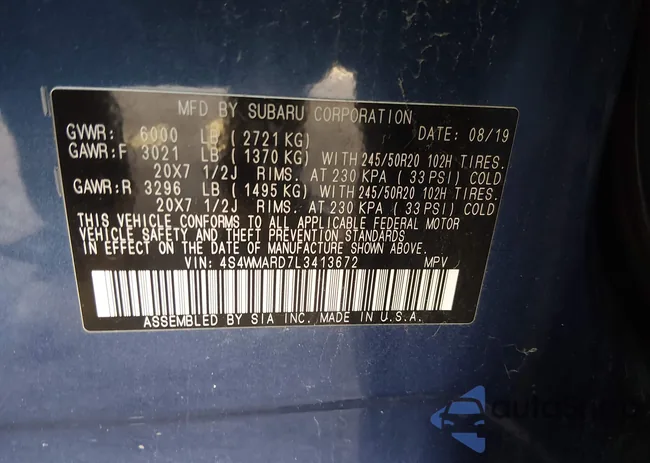 MFD BY SUBARU CORPORATION
GVWR: 6000 LB (2721 KG) DATE: 08/19
GAWR:F 3021 LB (1370 KG) WITH 245/50R20 102H TIRES.
20X7 1/2J RIMS. AT 230 KPA (33 PSI) COLD
GAWR:R 3296 LB (1495 KG) WITH 245/50R20 102H TIRES.
20X7 1/2J RIMS. AT 230 KPA (33 PSI) COLD
THIS VEHICLE CONFORMS TO ALL APPLICABLE FEDERAL MOTOR
VEHICLE SAFETY AND THEFT PREVENTION STANDARDS
IN EFFECT ON THE DATE OF MANUFACTURE SHOWN ABOVE.
VIN: 4S4WMARD7L3413672 MPV
ASSEMBLED BY SIA INC. MADE IN U.S.A.